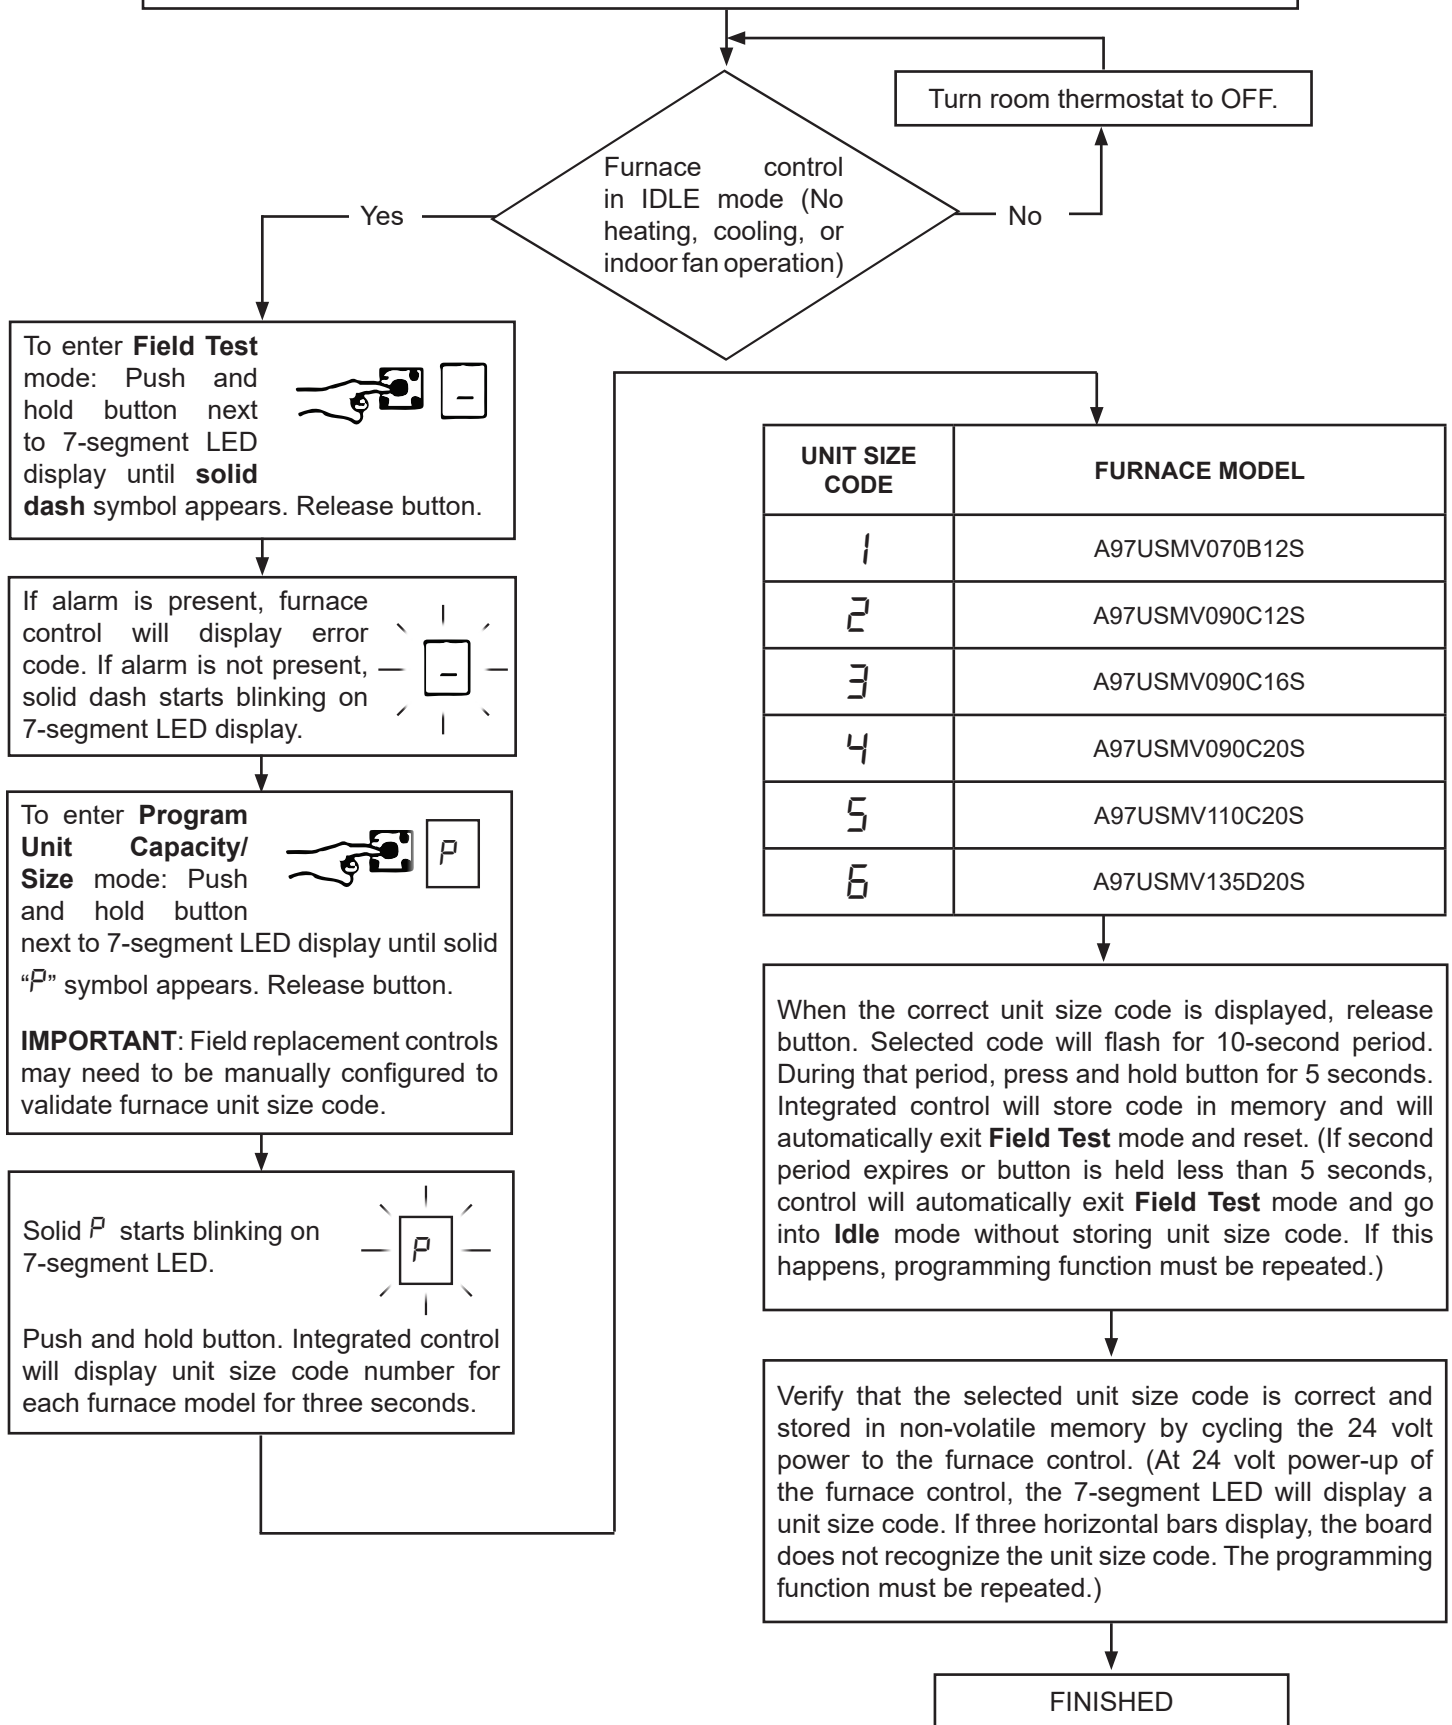 Turn room thermostat to OFF.
Furnace control
in IDLE mode (No
heating, cooling, or
indoor fan operation)
Yes
No
To enter Field Test
mode: Push and
hold button next
to 7-segment LED
display until solid
dash symbol appears. Release button.
–
If alarm is present, furnace
control will display error
code. If alarm is not present,
solid dash starts blinking on
7-segment LED display.
–
To enter Program
Unit Capacity/
Size mode: Push
and hold button
next to 7-segment LED display until solid
“P” symbol appears. Release button.
P
IMPORTANT: Field replacement controls
may need to be manually configured to
validate furnace unit size code.
Solid P starts blinking on
7-segment LED.
P
Push and hold button. Integrated control
will display unit size code number for
each furnace model for three seconds.
UNIT SIZE
CODE
FURNACE MODEL
1 A97USMV070B12S
2 A97USMV090C12S
3 A97USMV090C16S
4 A97USMV090C20S
5 A97USMV110C20S
6 A97USMV135D20S
When the correct unit size code is displayed, release
button. Selected code will flash for 10-second period.
During that period, press and hold button for 5 seconds.
Integrated control will store code in memory and will
automatically exit Field Test mode and reset. (If second
period expires or button is held less than 5 seconds,
control will automatically exit Field Test mode and go
into Idle mode without storing unit size code. If this
happens, programming function must be repeated.)
Verify that the selected unit size code is correct and
stored in non-volatile memory by cycling the 24 volt
power to the furnace control. (At 24 volt power-up of
the furnace control, the 7-segment LED will display a
unit size code. If three horizontal bars display, the board
does not recognize the unit size code. The programming
function must be repeated.)
FINISHED